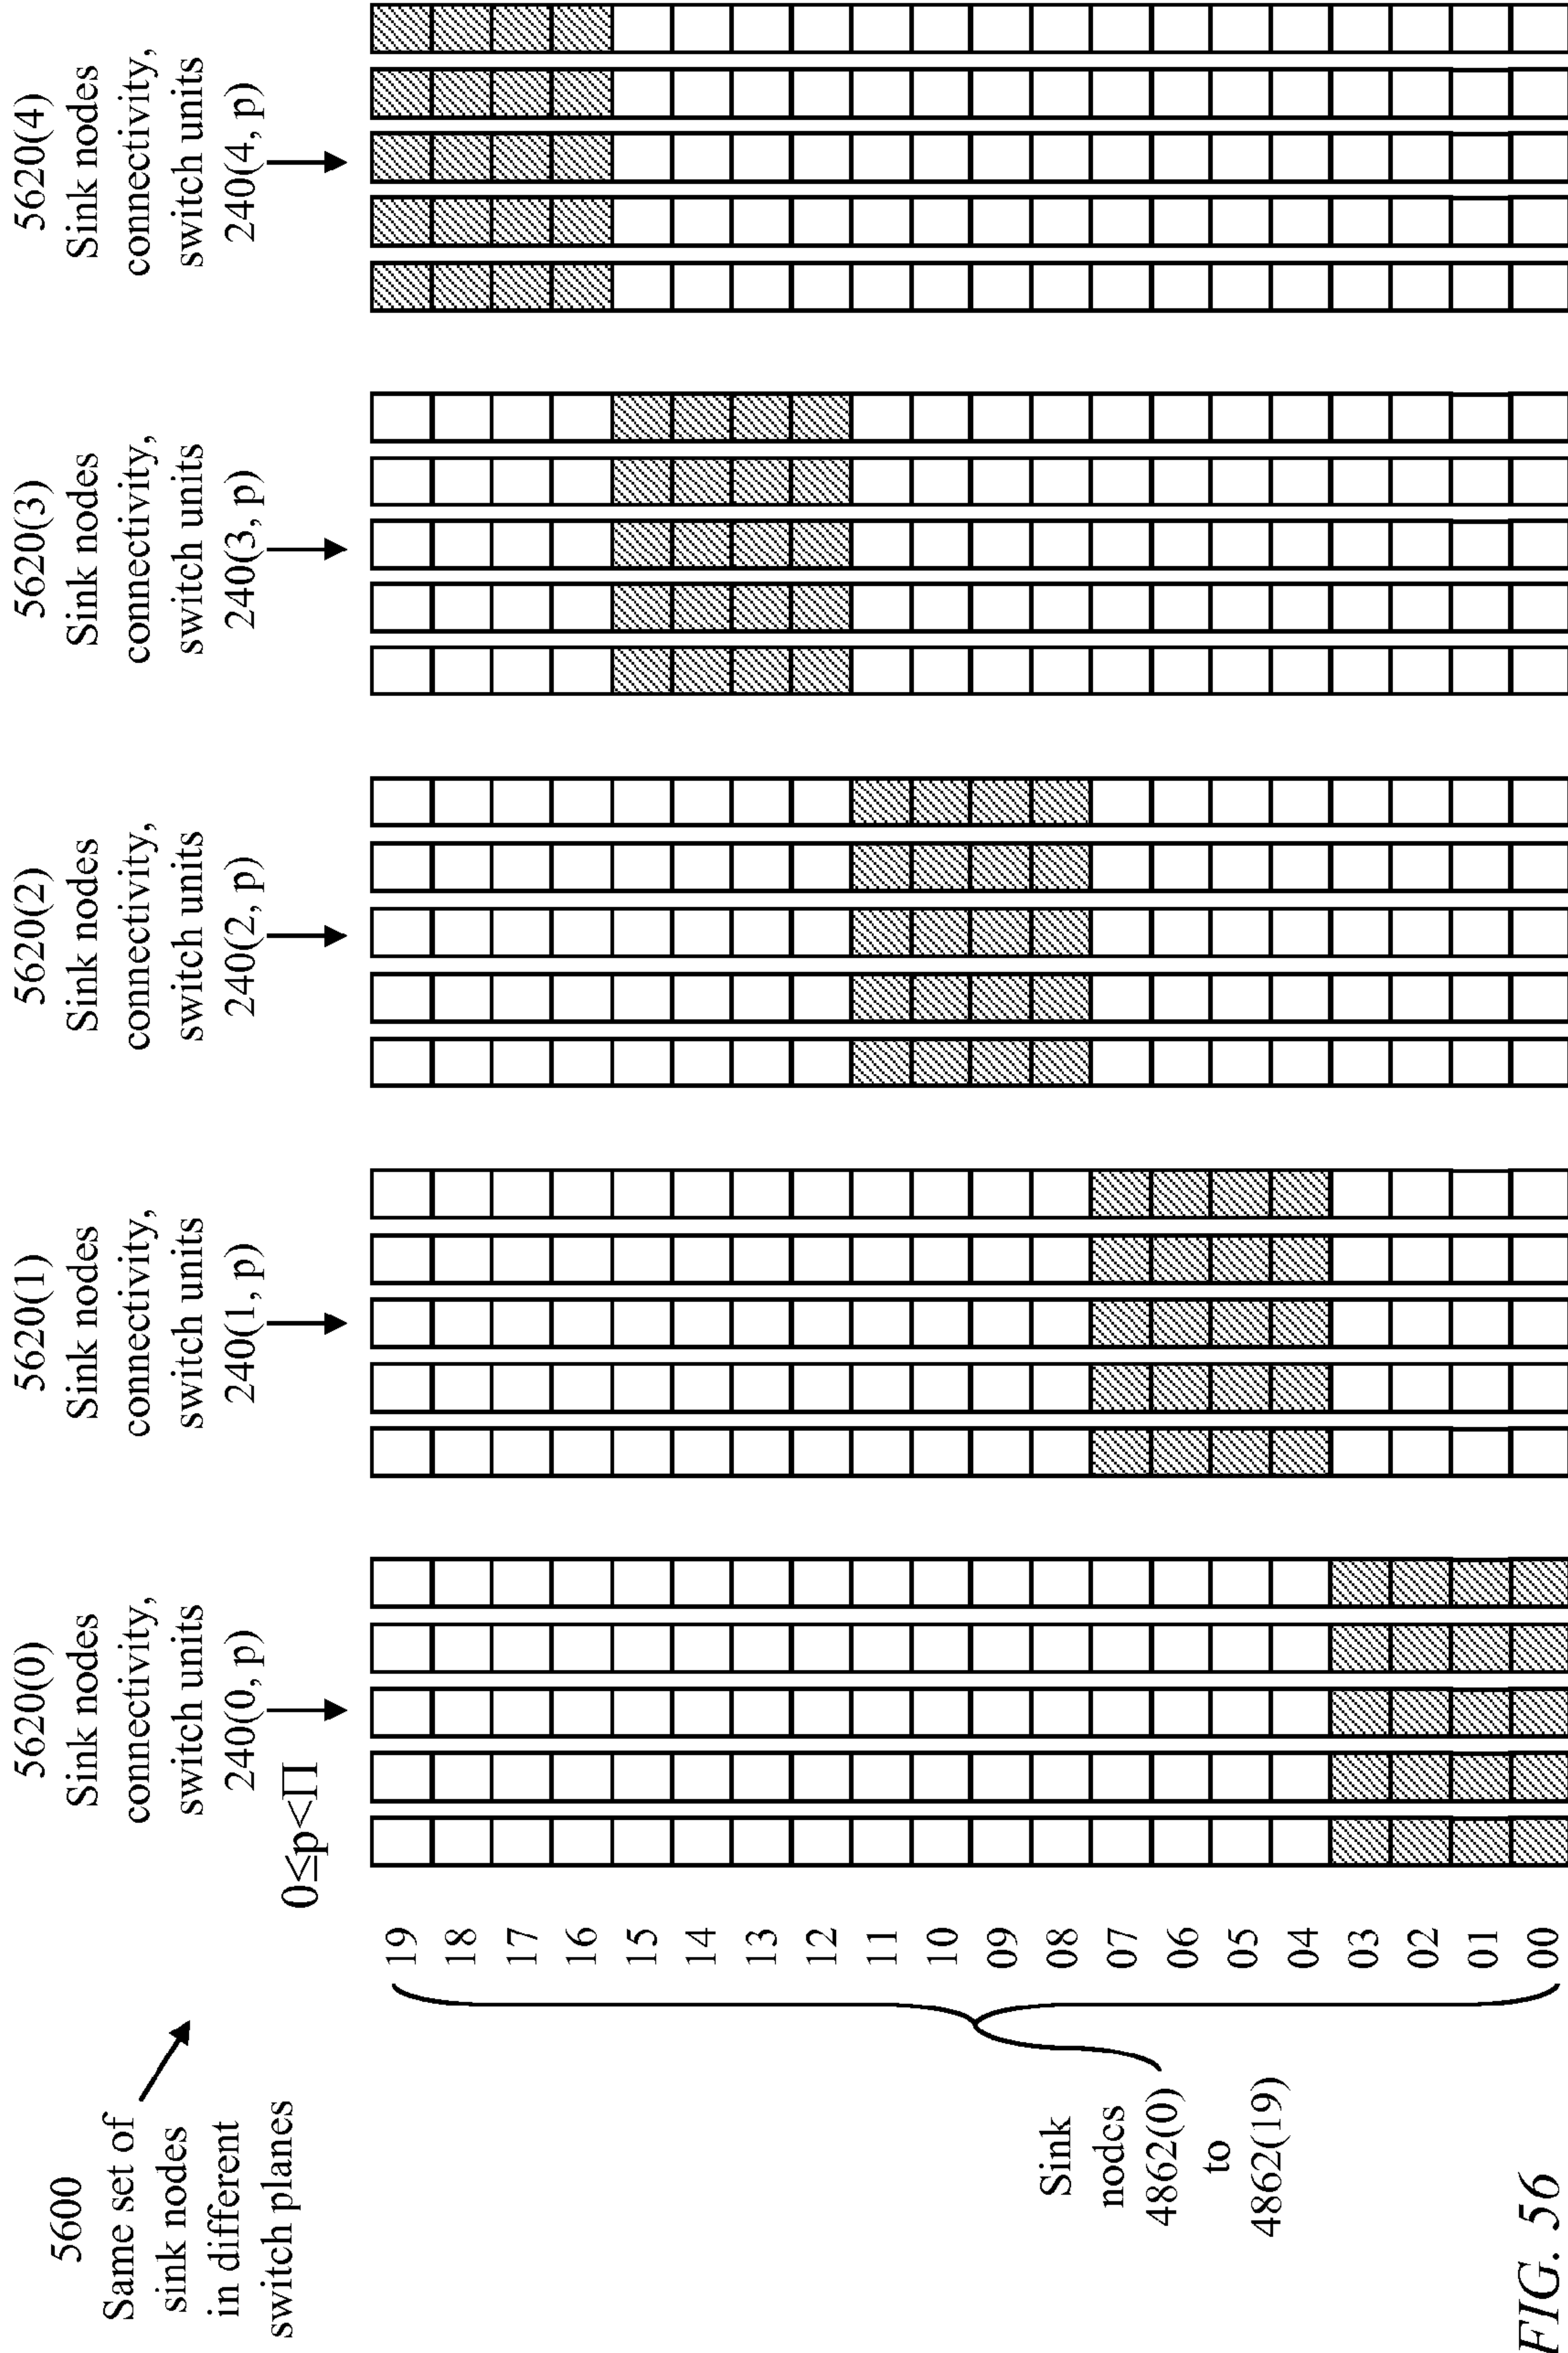 5600
Same set of
sink nodes
in different
switch planes
5620(0)
Sink nodes
connectivity,
switch units
240(0, p)
0≤p<Π
5620(1)
Sink nodes
connectivity,
switch units
240(1, p)
5620(2)
Sink nodes
connectivity,
switch units
240(2, p)
5620(3)
Sink nodes
connectivity,
switch units
240(3, p)
5620(4)
Sink nodes
connectivity,
switch units
240(4, p)
19
18
17
16
15
14
13
12
11
10
09
08
07
06
05
04
03
02
01
00
Sink
nodes
4862(0)
to
4862(19)
FIG. 56